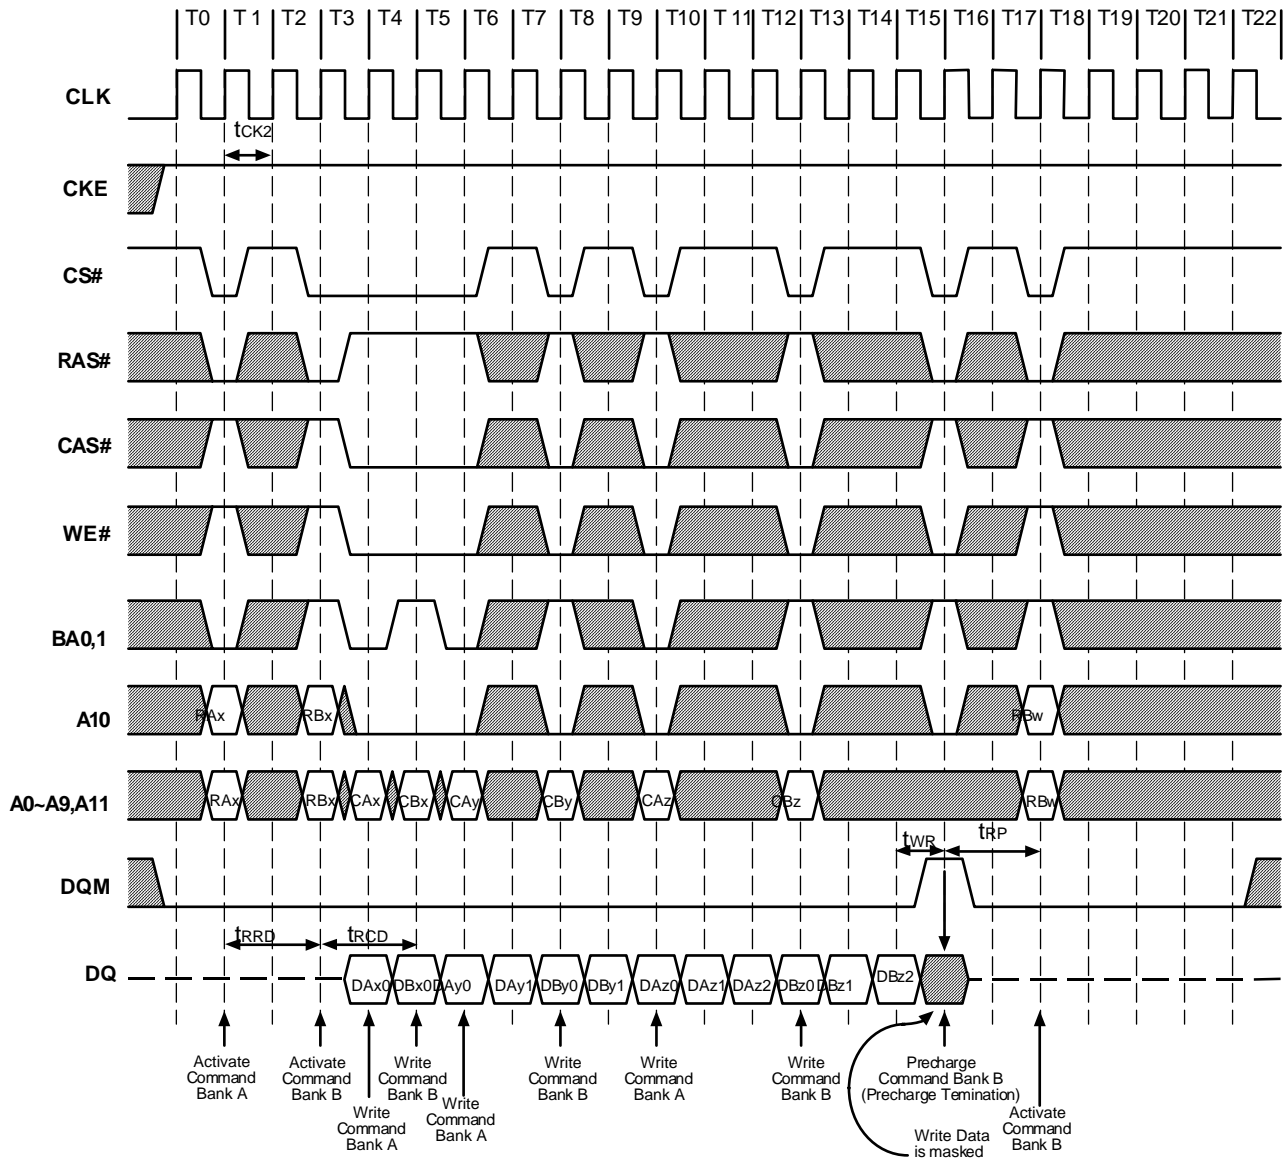 T0 T1 T2 T3 T4 T5 T6 T7 T8 T9 T10 T11 T12 T13 T14 T15 T16 T17 T18 T19 T20 T21 T22
CLK
tCK2
CKE
CS#
RAS#
CAS#
WE#
BA0,1
A10 RAx RBx RBw
A0~A9,A11 RAx RBx CAx CBx CAy CBy CAz CBz RBw
tWR tRP
DQM
tRRD tRCD
DQ DAx0 DBx0 DAy0 DAy1 DBy0 DBy1 DAz0 DAz1 DAz2 DBz0 DBz1 DBz2
Activate
Command
Bank A
Activate
Command
Bank B
Write
Command
Bank A
Write
Command
Bank B
Write
Command
Bank A
Write
Command
Bank B
Write
Command
Bank A
Write
Command
Bank B
Precharge
Command Bank B
(Precharge Temination)
Write Data
is masked
Activate
Command
Bank B